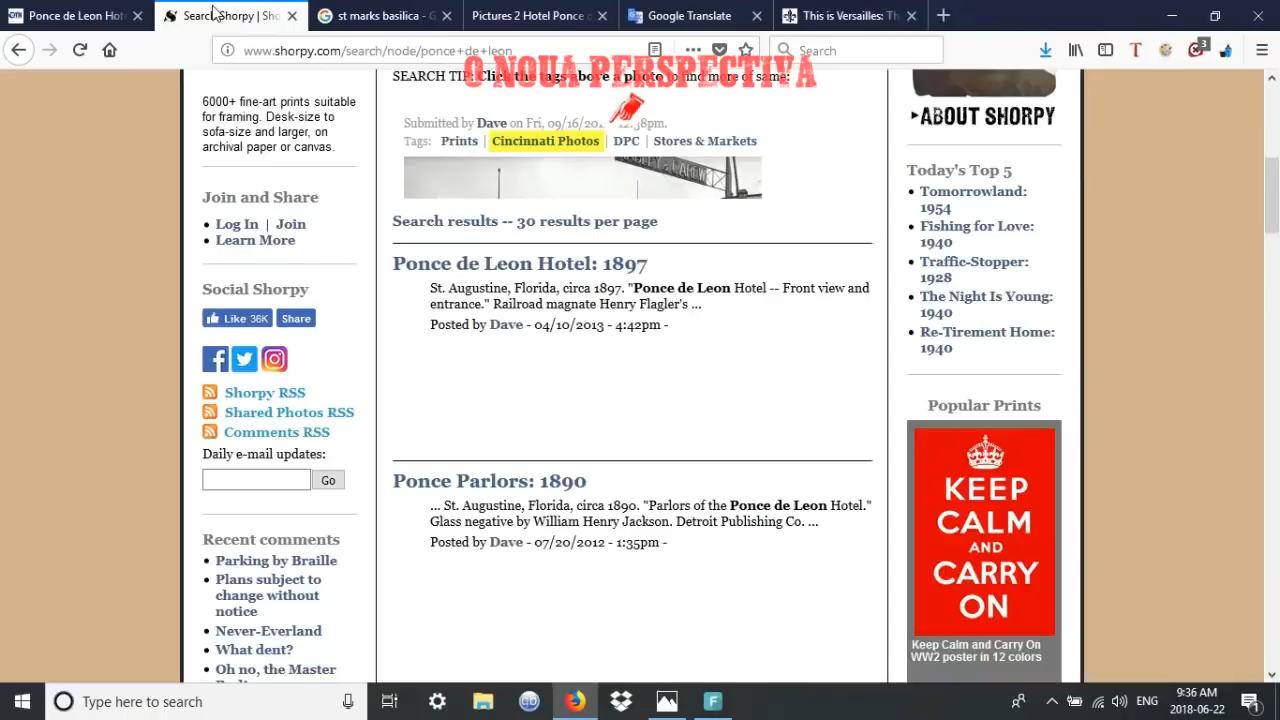 Ponce de Leon Hot
Search | Shorpy | Sho
st marks basilica - G
Pictures 2 Hotel Ponce
Google Translate
This is Versailles: Th
www.shorpy.com/search/node/ponce+de+leon
Search
3
O NOUA PERSPECTIVA
6000+ fine-art prints suitable
for framing. Desk-size to
sofa-size and larger, on
archival paper or canvas.
Join and Share
Log In | Join
Learn More
Social Shorpy
Like 36K Share
Shorpy RSS
Shared Photos RSS
Comments RSS
Daily e-mail updates:
Go
Recent comments
Parking by Braille
Plans subject to
change without
notice
Never-Everland
What dent?
Oh no, the Master
SEARCH TIP: Click the tags above a photo to find more of same:
Submitted by Dave on Fri, 09/16/20
Tags: Prints | Cincinnati Photos | DPC | Stores & Markets
Search results -- 30 results per page
Ponce de Leon Hotel: 1897
St. Augustine, Florida, circa 1897. "Ponce de Leon Hotel -- Front view and
entrance." Railroad magnate Henry Flagler's ...
Posted by Dave - 04/10/2013 - 4:42pm -
Ponce Parlors: 1890
... St. Augustine, Florida, circa 1890. "Parlors of the Ponce de Leon Hotel."
Glass negative by William Henry Jackson. Detroit Publishing Co. ...
Posted by Dave - 07/20/2012 - 1:35pm -
ABOUT SHORPY
Today's Top 5
Tomorrowland:
1954
Fishing for Love:
1940
Traffic-Stopper:
1928
The Night Is Young:
1940
Re-Tirement Home:
1940
Popular Prints
KEEP
CALM
AND
CARRY
ON
Keep Calm and Carry On
WW2 poster in 12 colors
Type here to search
ENG
9:36 AM
2018-06-22
1